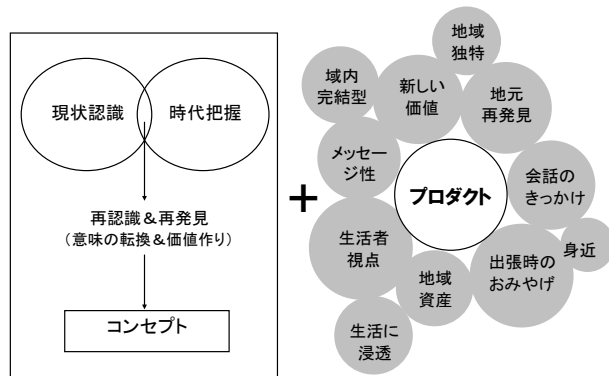 現状認識
時代把握
再認識&再発見
(意味の転換&価値作り)
コンセプト
+
地域
独特
域内
完結型
新しい
価値
地元
再発見
メッセー
ジ性
プロダクト
会話の
きっかけ
生活者
視点
地域
資産
出張時の
おみやげ
身近
生活に
浸透